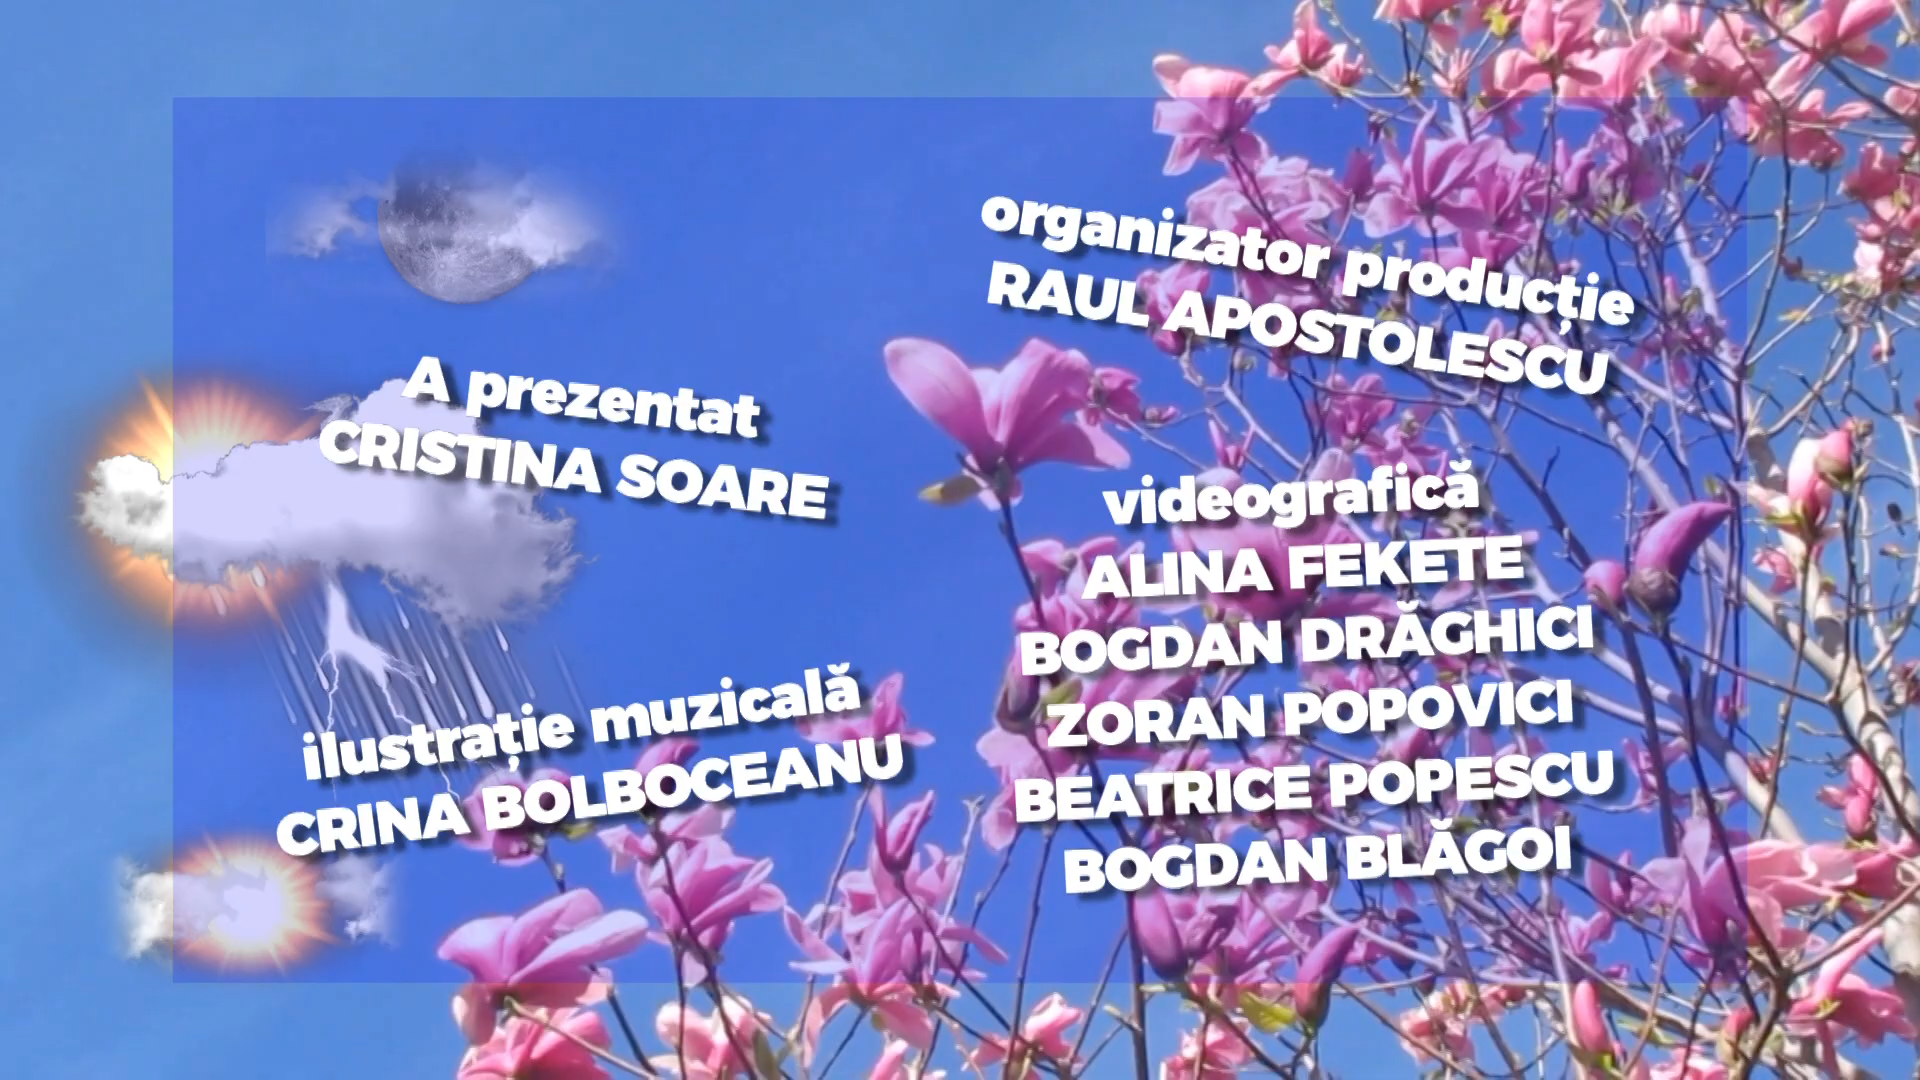 A prezentat
CRISTINA SOARE
ilustrație muzicală
CRINA BOLBOCEANU
organizator producție
RAUL APOSTOLESCU
videografică
ALINA FEKETE
BOGDAN DRĂGHICI
ZORAN POPOVICI
BEATRICE POPESCU
BOGDAN BLĂGOI